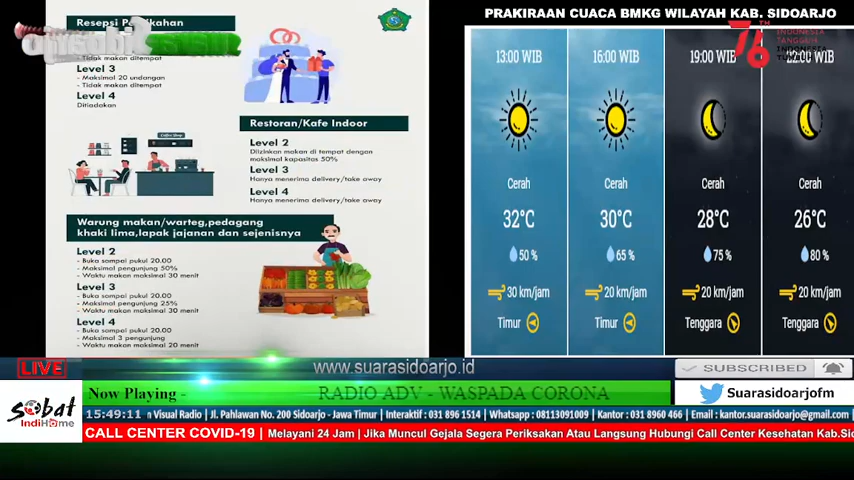 Resepsi Pernikahan
- Tidak makan ditempat
Level 3
- Maksimal 20 undangan
- Tidak makan ditempat
Level 4
Ditiadakan
Coffee Shop
Restoran/Kafe Indoor
Level 2
Diizinkan makan di tempat dengan
maksimal kapasitas 50%
Level 3
Hanya menerima delivery/take away
Level 4
Hanya menerima delivery/take away
Warung makan/warteg,pedagang
khaki lima,lapak jajanan dan sejenisnya
Level 2
- Buka sampai pukul 20.00
- Maksimal pengunjung 50%
- Waktu makan maksimal 30 menit
Level 3
- Buka sampai pukul 20.00
- Maksimal pengunjung 25%
- Waktu makan maksimal 30 menit
Level 4
- Buka sampai pukul 20.00
- Maksimal 3 pengunjung
- Waktu makan maksimal 20 menit
PRAKIRAAN CUACA BMKG WILAYAH KAB. SIDOARJO
76TH
INDONESIA
TANGGUH
INDONESIA
13:00 WIB 16:00 WIB 19:00 WIB WIB
Cerah Cerah Cerah Cerah
32°C 30°C 28°C 26°C
50 % 65 % 75 % 80 %
30 km/jam 20 km/jam 20 km/jam 20 km/jam
Timur Timur Tenggara Tenggara
LIVE www.suarasidoarjo.id SUBSCRIBED
Now Playing - RADIO ADV - WASPADA CORONA Suarasidoarjofm
Sobat
IndiHome
15:49:11 n Visual Radio | Jl. Pahlawan No. 200 Sidoarjo - Jawa Timur | Interaktif : 031 896 1514 | Whatsapp : 08113091009 | Kantor : 031 8960 466 | Email : kantor.suarasidoarjo@gmail.com |
CALL CENTER COVID-19 | Melayani 24 Jam | Jika Muncul Gejala Segera Periksakan Atau Langsung Hubungi Call Center Kesehatan Kab.Sid